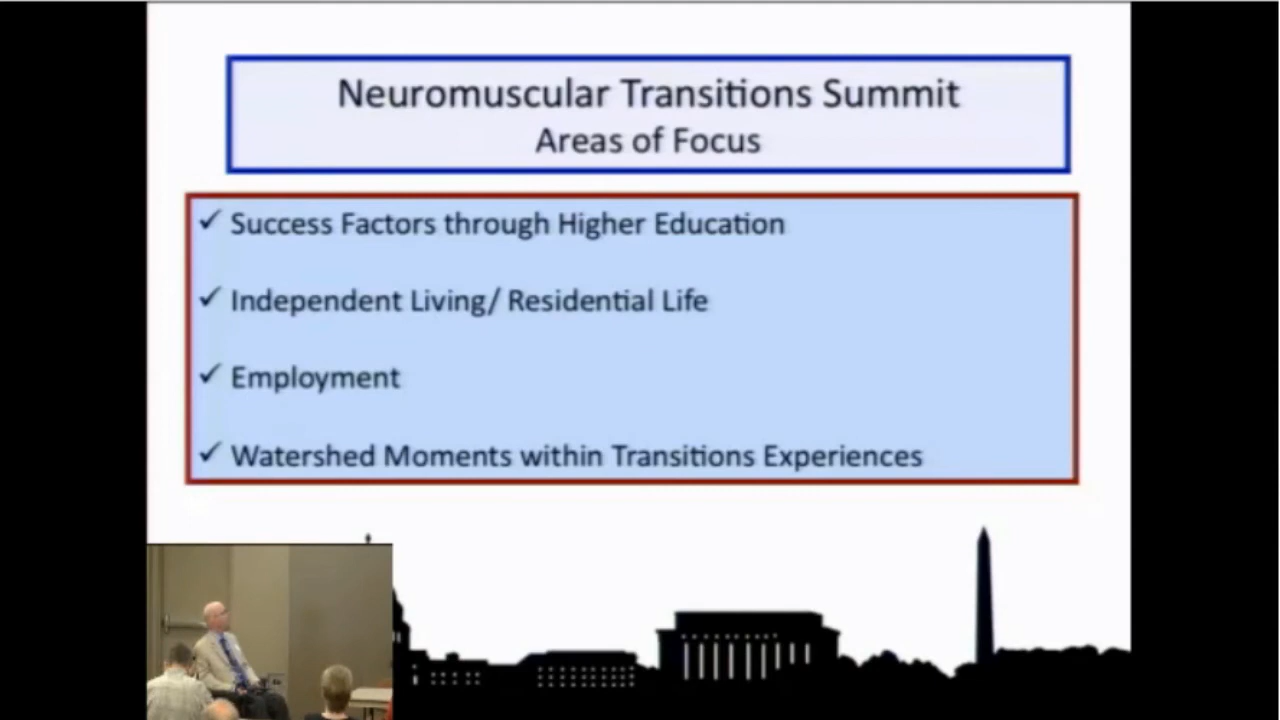 Neuromuscular Transitions Summit
Areas of Focus
✓ Success Factors through Higher Education
✓ Independent Living/ Residential Life
✓ Employment
✓ Watershed Moments within Transitions Experiences